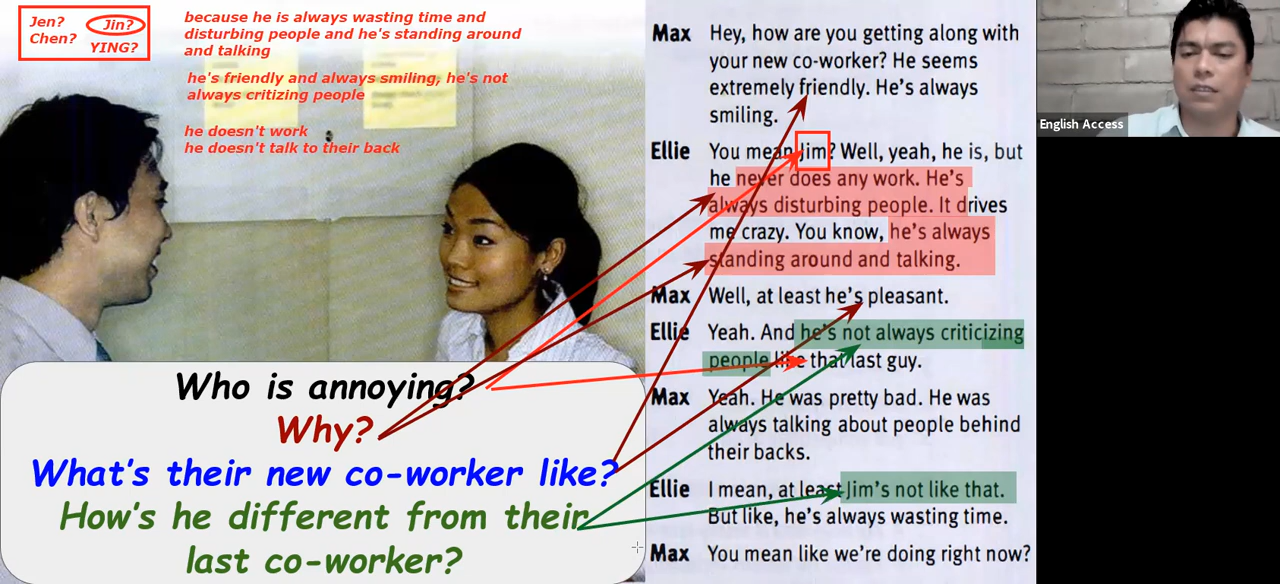 Jen?
Jin?
Chen?
YING?
because he is always wasting time and
disturbing people and he's standing around
and talking
he's friendly and always smiling, he's not
always critizing people
he doesn't work
he doesn't talk to their back
Who is annoying?
Why?
What's their new co-worker like?
How's he different from their
last co-worker?
Max Hey, how are you getting along with
your new co-worker? He seems
extremely friendly. He's always
smiling.
Ellie You mean Jim? Well, yeah, he is, but
he never does any work. He's
always disturbing people. It drives
me crazy. You know, he's always
standing around and talking.
Max Well, at least he's pleasant.
Ellie Yeah. And he's not always criticizing
people like that last guy.
Max Yeah. He was pretty bad. He was
always talking about people behind
their backs.
Ellie I mean, at least Jim's not like that.
But like, he's always wasting time.
Max You mean like we're doing right now?
English Access